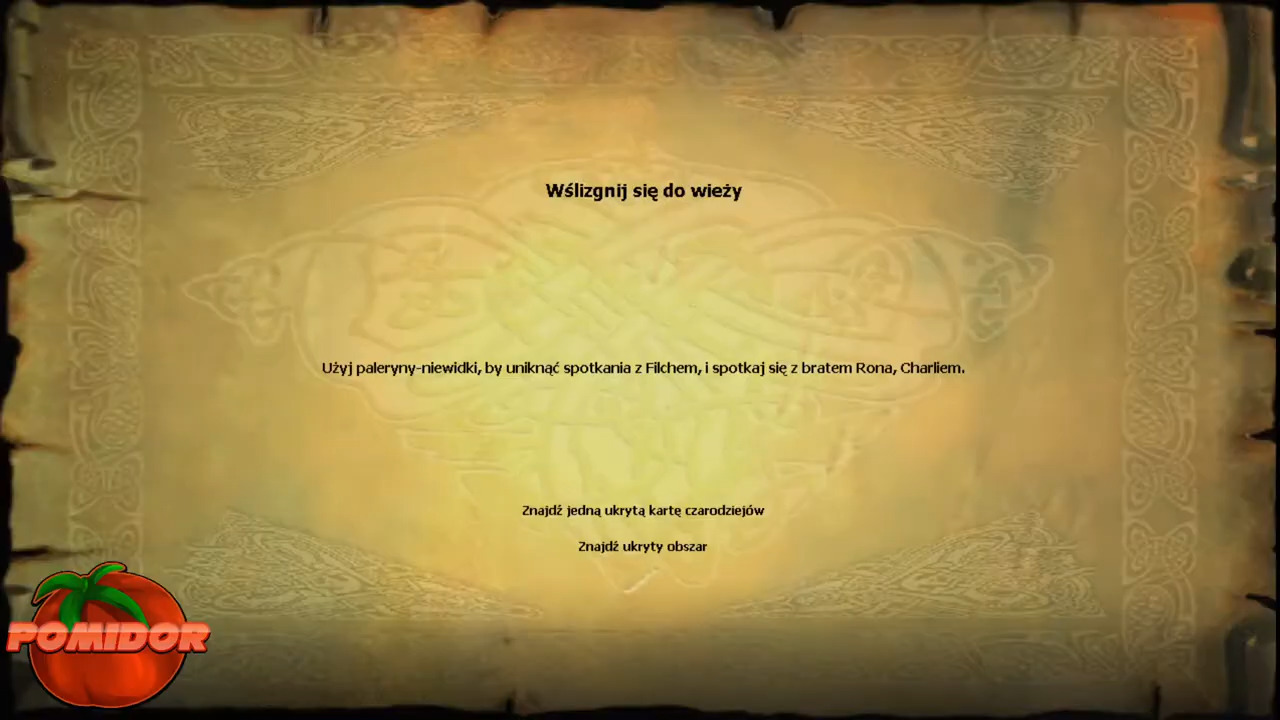 Wślizgnij się do wieży
Użyj paleryny-niewidki, by uniknąć spotkania z Filchem, i spotkaj się z bratem Rona, Charliem.
Znajdź jedną ukrytą kartę czarodziejów
Znajdź ukryty obszar
POMIDOR